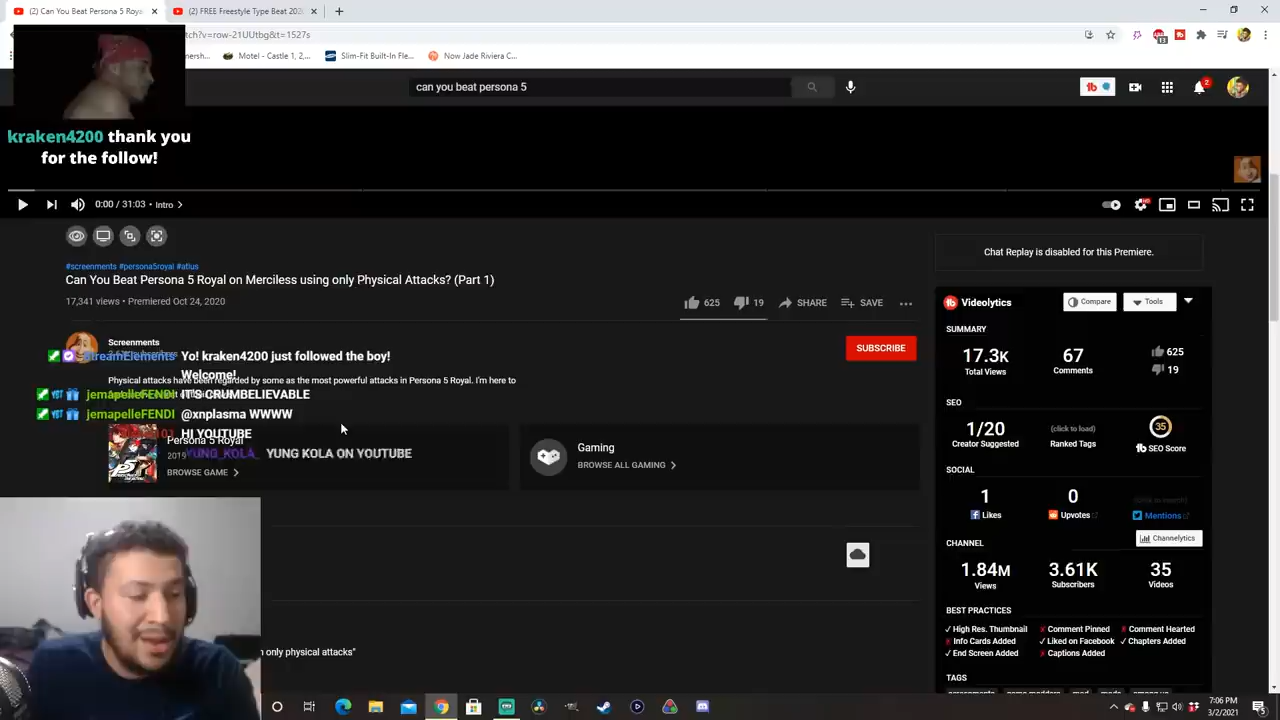 (2) Can You Beat Persona 5 Royal
(2) FREE Freestyle Type Beat 202
tch?v=row-21UUtbg&t=1527s
Motel - Castle 1, 2,...
Slim-Fit Built-In Fle...
Now Jade Riviera C...
can you beat persona 5
2
kraken4200 thank you
for the follow!
0:00 / 31:03 • Intro
Chat Replay is disabled for this Premiere.
#screenments #persona5royal #atlus
Can You Beat Persona 5 Royal on Merciless using only Physical Attacks? (Part 1)
17,341 views • Premiered Oct 24, 2020
625
19
SHARE
SAVE
Screenments
SUBSCRIBE
StreamElements Yo! kraken4200 just followed the boy!
Welcome!
Physical attacks have been regarded by some as the most powerful attacks in Persona 5 Royal. I'm here to
jemapelleFENDI IT'S CRUMBELIEVABLE
jemapelleFENDI @xnplasma WWWW
HI YOUTUBE
Persona 5 Royal
YUNG_KOLA_ ON YOUTUBE
BROWSE GAME
Gaming
BROWSE ALL GAMING
n only physical attacks"
Videolytics
Compare
Tools
SUMMARY
17.3K
Total Views
67
Comments
625
19
SEO
1/20
Creator Suggested
(click to load)
Ranked Tags
35
SEO Score
SOCIAL
1
Likes
0
Upvotes
Mentions
CHANNEL
Channelytics
1.84M
Views
3.61K
Subscribers
35
Videos
BEST PRACTICES
High Res. Thumbnail
Comment Pinned
Comment Hearted
Info Cards Added
Liked on Facebook
Chapters Added
End Screen Added
Captions Added
TAGS
7:06 PM
3/2/2021